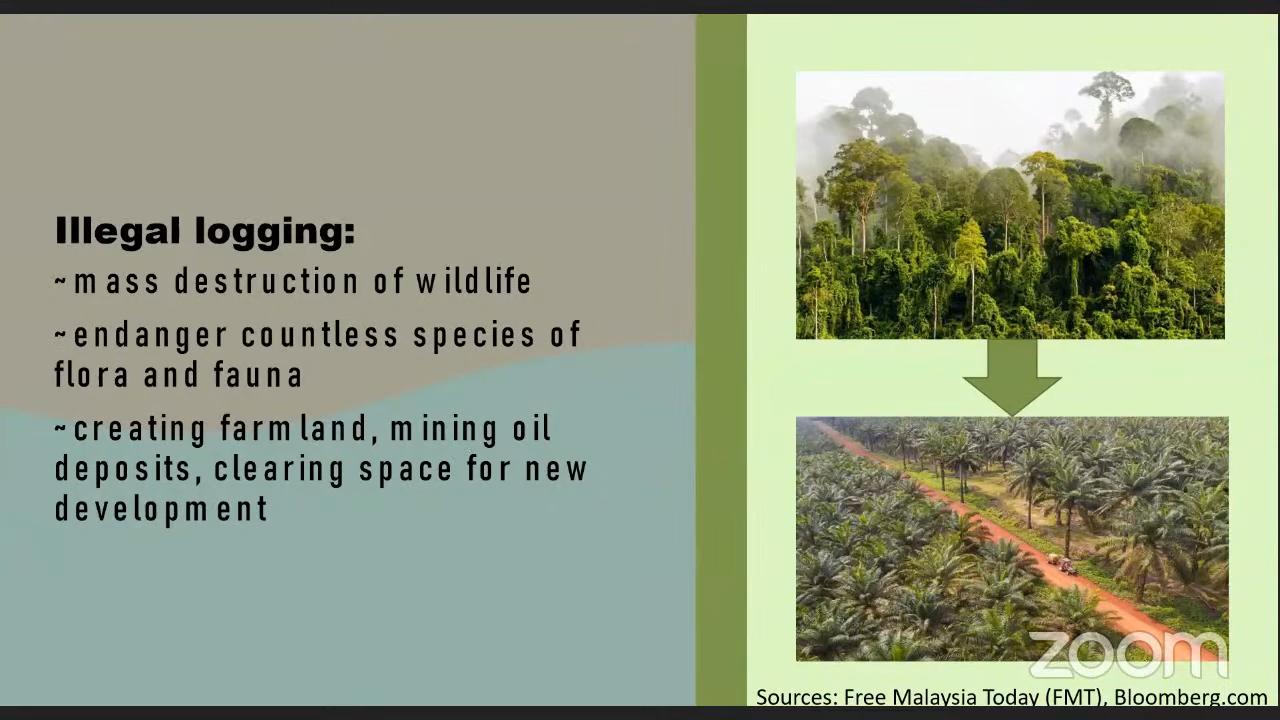 Illegal logging:
~mass destruction of wildlife
~endanger countless species of
flora and fauna
~creating farmland, mining oil
deposits, clearing space for new
development
zoom
Sources: Free Malaysia Today (FMT), Bloomberg.com